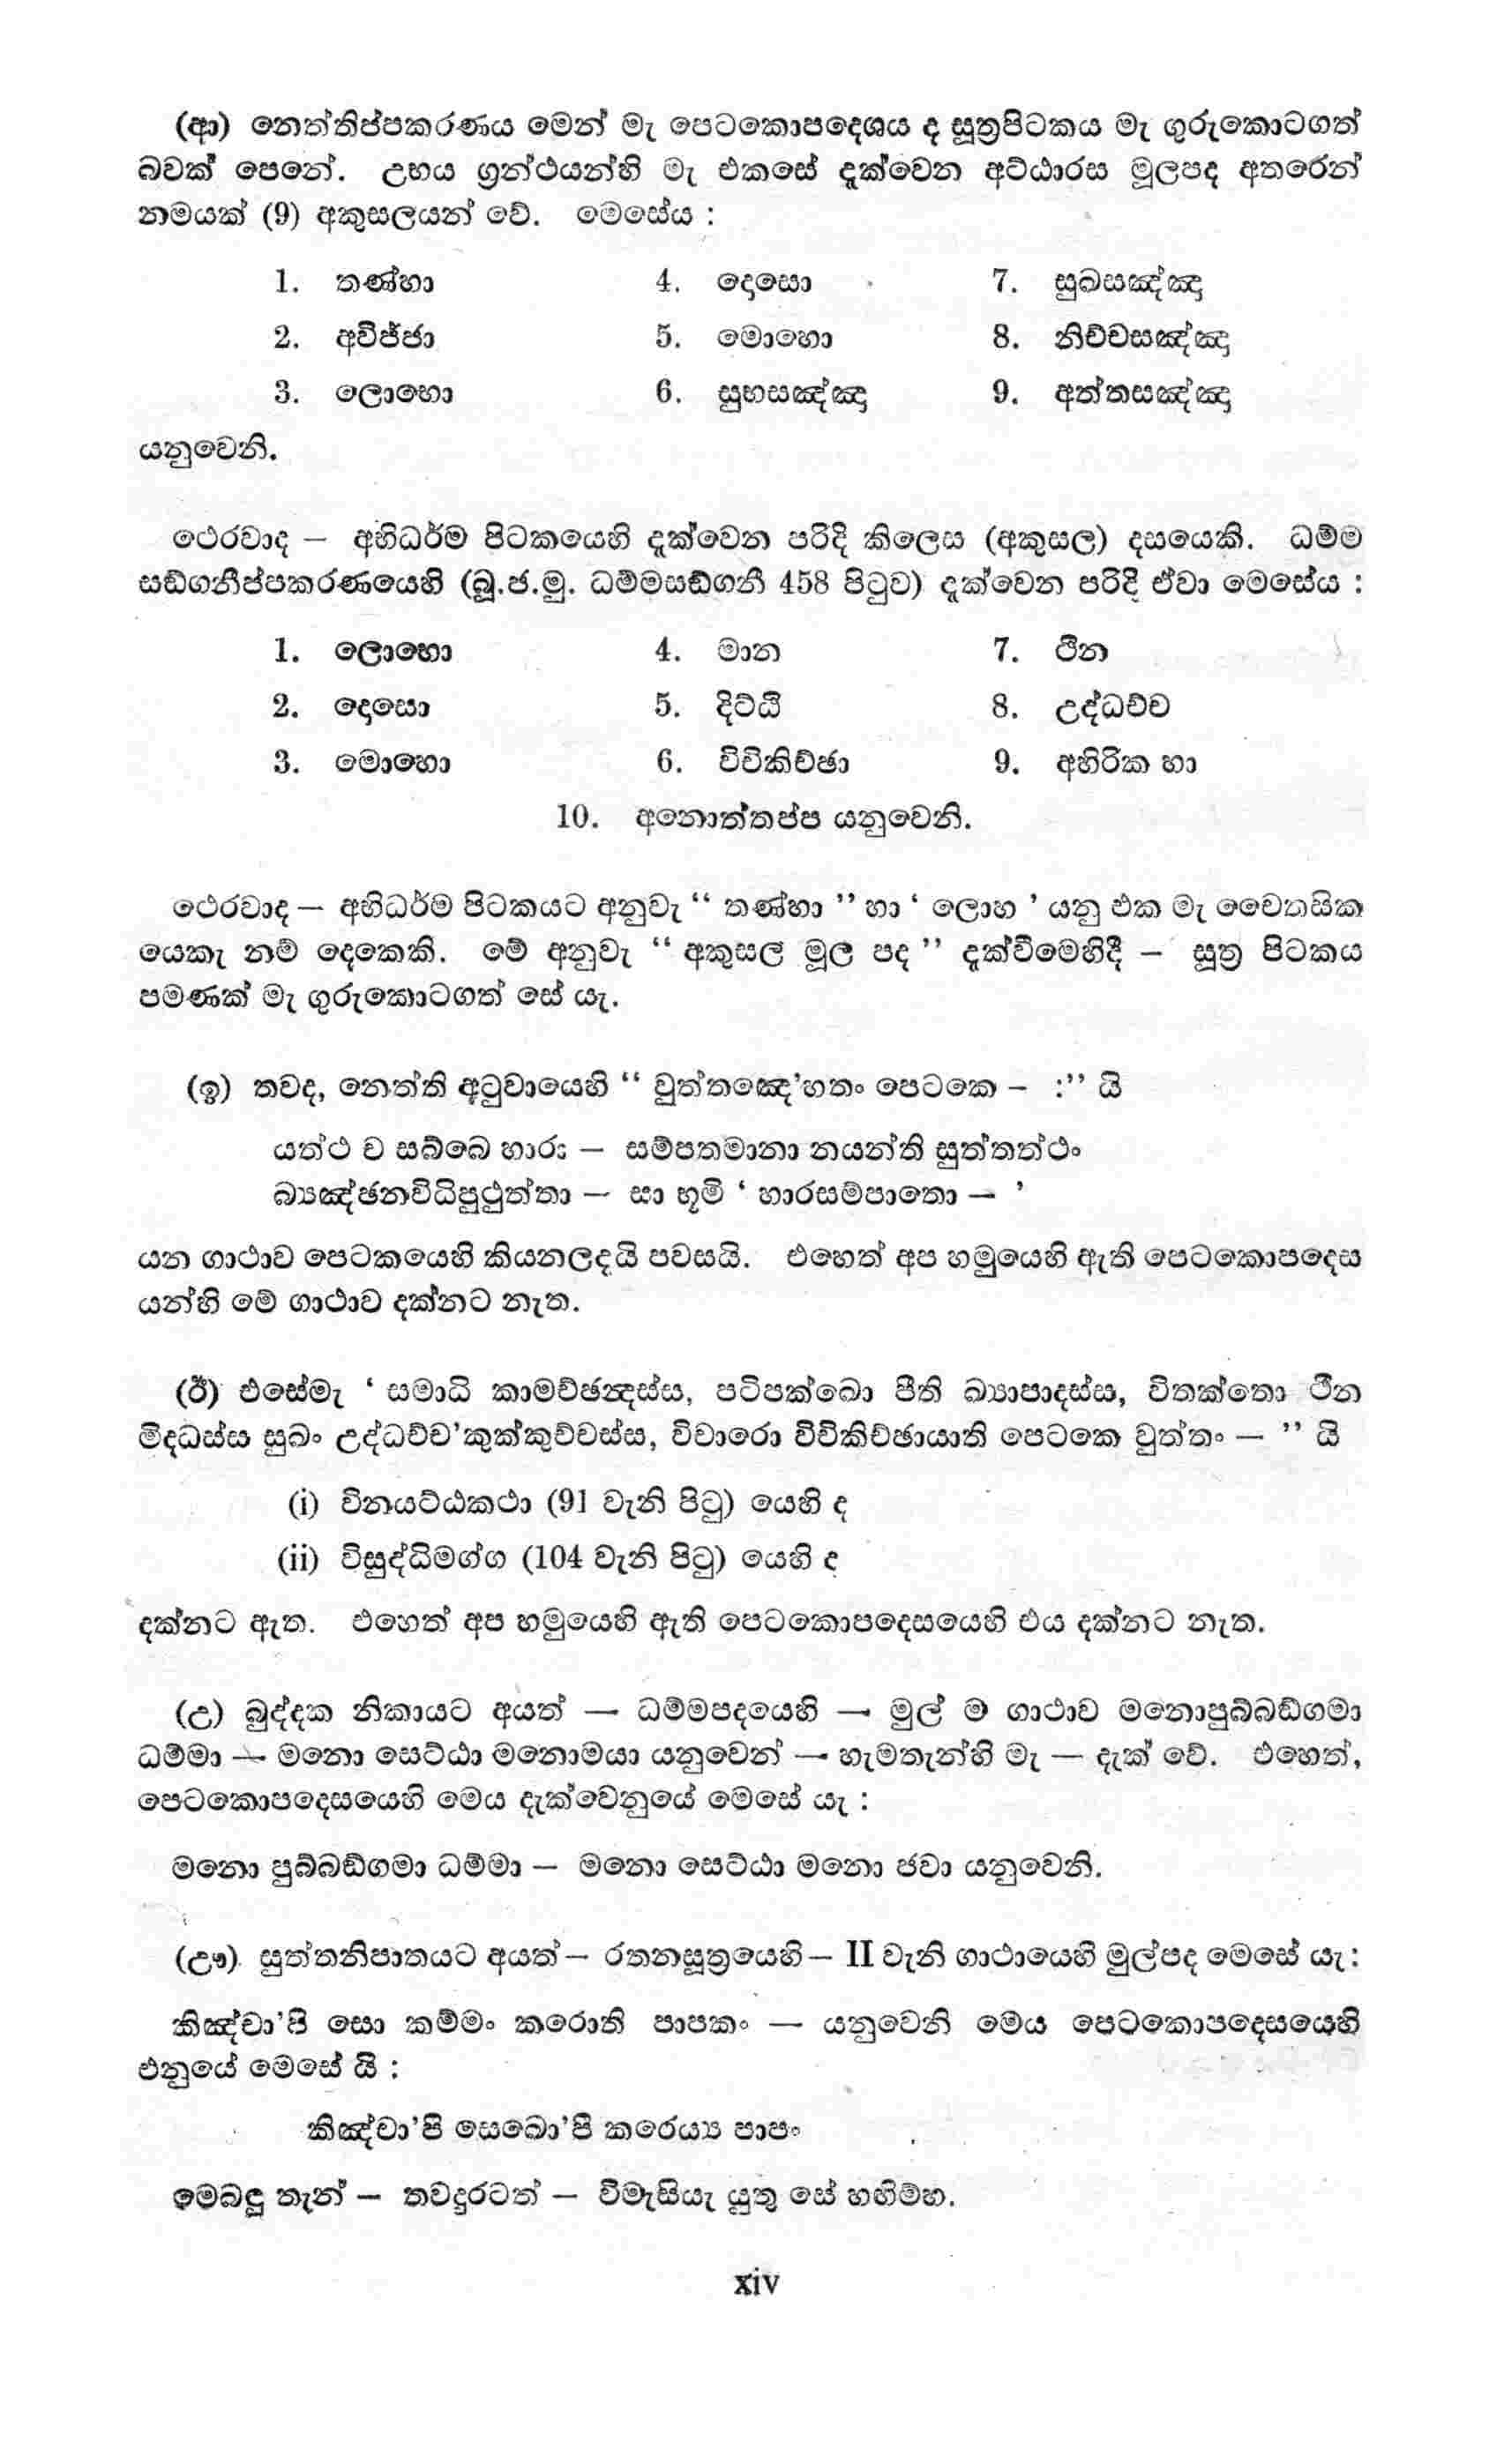 (ආ) නෙත්තිප්පකරණය මෙන් මැ පෙටකොපදෙශය ද සූත්‍රපිටකය මැ ගුරුකොටගත්
බවක් පෙනේ. උභය ග්‍රන්ථයන්හි මැ එකසේ දැක්වෙන අට්ඨාරස මූලපද අතරෙන්
නමයක් (9) අකුසලයන් වේ. මෙසේය :
1. තණ්හා 4. දොසො 7. සුඛසඤ්ඤා
2. අවිජ්ජා 5. මොහො 8. නිච්චසඤ්ඤා
3. ලොභො 6. සුභසඤ්ඤා 9. අත්තසඤ්ඤා
යනුවෙනි.
ථෙරවාද – අභිධර්ම පිටකයෙහි දැක්වෙන පරිදි කිලෙස (අකුසල) දසයෙකි. ධම්ම
සඞ්ගනීප්පකරණයෙහි (බූ.ජ.මු. ධම්මසඞ්ගනී 458 පිටුව) දැක්වෙන පරිදි ඒවා මෙසේය :
1. ලොභො 4. මාන 7. ථීන
2. දොසො 5. දිට්ඨි 8. උද්ධච්ච
3. මොහො 6. විචිකිච්ඡා 9. අහිරික හා
10. අනොත්තප්ප යනුවෙනි.
ථෙරවාද – අභිධර්ම පිටකයට අනුවැ “ තණ්හා ” හා ‘ ලොභ ’ යනු එක මැ චෛතසික
යෙකැ නම් දෙකෙකි. මේ අනුවැ “ අකුසල මූල පද ” දැක්වීමෙහිදී – සූත්‍ර පිටකය
පමණක් මැ ගුරුකොටගත් සේ යැ.
(ඉ) තවද, නෙත්ති අටුවායෙහි “ වුත්තඤෙ’හතං පෙටකෙ – :” යි
යත්ථ ච සබ්බෙ හාරා – සම්පතමානා නයන්ති සුත්තත්ථං
බ්‍යඤ්ඡනවිධිපුථුත්තා – සා භූමි ‘ හාරසම්පාතො – ’
යන ගාථාව පෙටකයෙහි කියනලදැයි පවසයි. එහෙත් අප හමුයෙහි ඇති පෙටකොපදෙස
යන්හි මේ ගාථාව දක්නට නැත.
(ඊ) එසේමැ ‘ සමාධි කාමච්ඡන්‍දස්ස, පටිපක්ඛො පීති බ්‍යාපාදස්ස, විතක්තො ථීන
මිද්ධස්ස සුඛං උද්ධච්ච’කුක්කුච්චස්ස, විචාරො විචිකිච්ඡායාති පෙටකෙ වුත්තං – ” යි
(i) විනයට්ඨකථා (91 වැනි පිටු) යෙහි ද
(ii) විසුද්ධිමග්ග (104 වැනි පිටු) යෙහි ද
දක්නට ඇත. එහෙත් අප හමුයෙහි ඇති පෙටකොපදෙසයෙහි එය දක්නට නැත.
(උ) ඛුද්දක නිකායට අයත් – ධම්මපදයෙහි – මුල් ම ගාථාව මනොපුබ්බඞ්ගමා
ධම්මා – මනො සෙට්ඨා මනොමයා යනුවෙන් – හැමතැන්හි මැ – දැක් වේ. එහෙත්,
පෙටකොපදෙසයෙහි මෙය දැක්වෙනුයේ මෙසේ යැ :
මනො පුබ්බඞ්ගමා ධම්මා – මනො සෙට්ඨා මනො ජවා යනුවෙනි.
(ඌ) සුත්තනිපාතයට අයත් – රතනසූත්‍රයෙහි – II වැනි ගාථායෙහි මුල්පද මෙසේ යැ :
කිඤ්චා’පි සො කම්මං කරොති පාපකං – යනුවෙනි මෙය පෙටකොපදෙසයෙහි
එනුයේ මෙසේ යි :
කිඤ්චා’පි සෙඛො’පි කරෙය්‍ය පාපං
මෙබඳු තැන් – තවදුරටත් – විමැසියැ යුතු සේ හඟිම්හ.
xiv